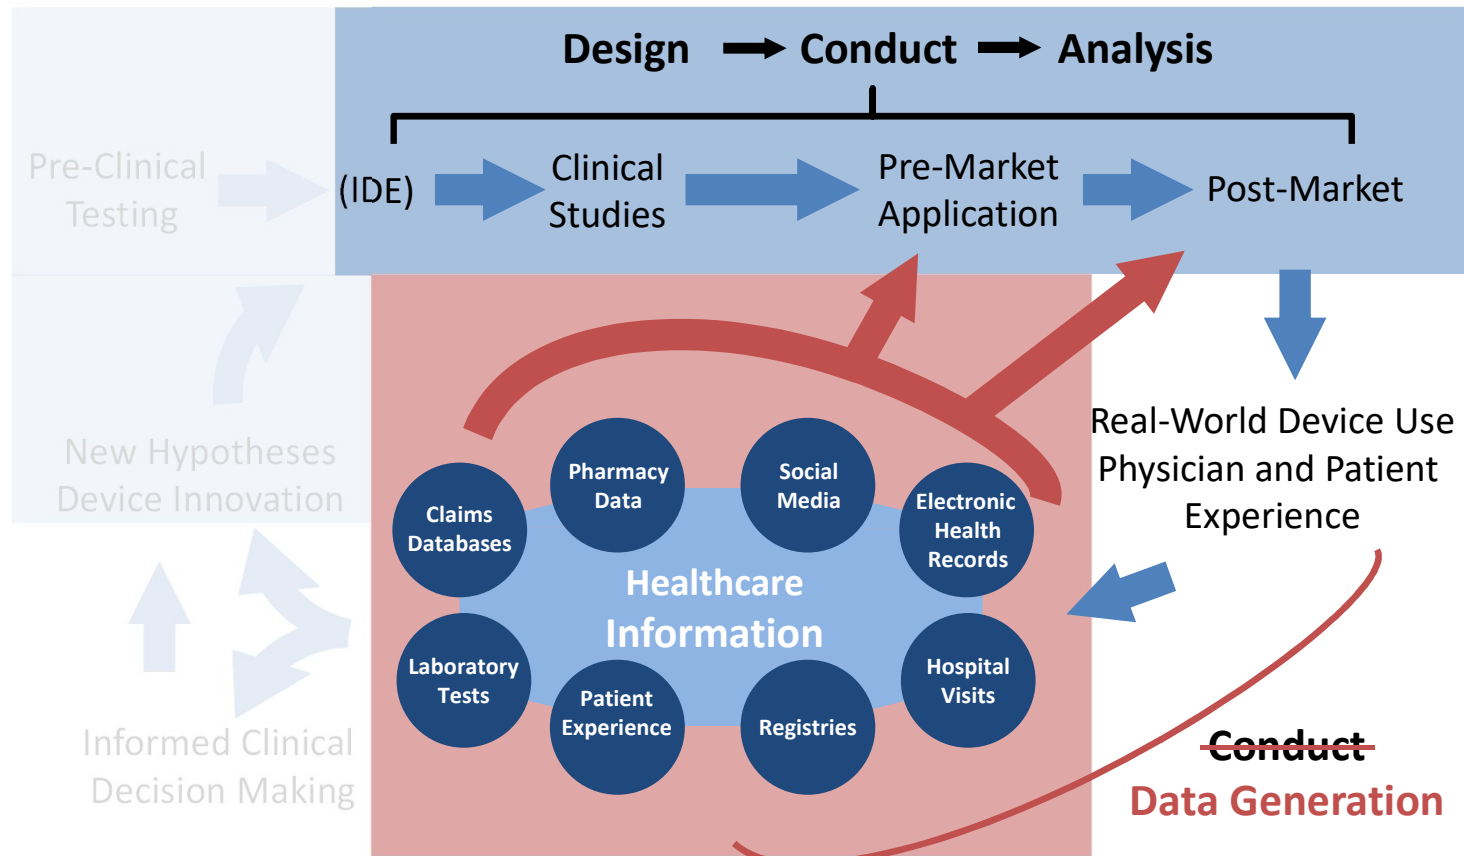 Design Conduct Analysis
Pre-Clinical
Testing
(IDE)
Clinical
Studies
Pre-Market
Application
Post-Market
New Hypotheses
Device Innovation
Real-World Device Use
Physician and Patient
Experience
Claims
Databases
Pharmacy
Data
Social
Media
Electronic
Health
Records
Healthcare
Information
Laboratory
Tests
Patient
Experience
Registries
Hospital
Visits
Informed Clinical
Decision Making
Conduct
Data Generation